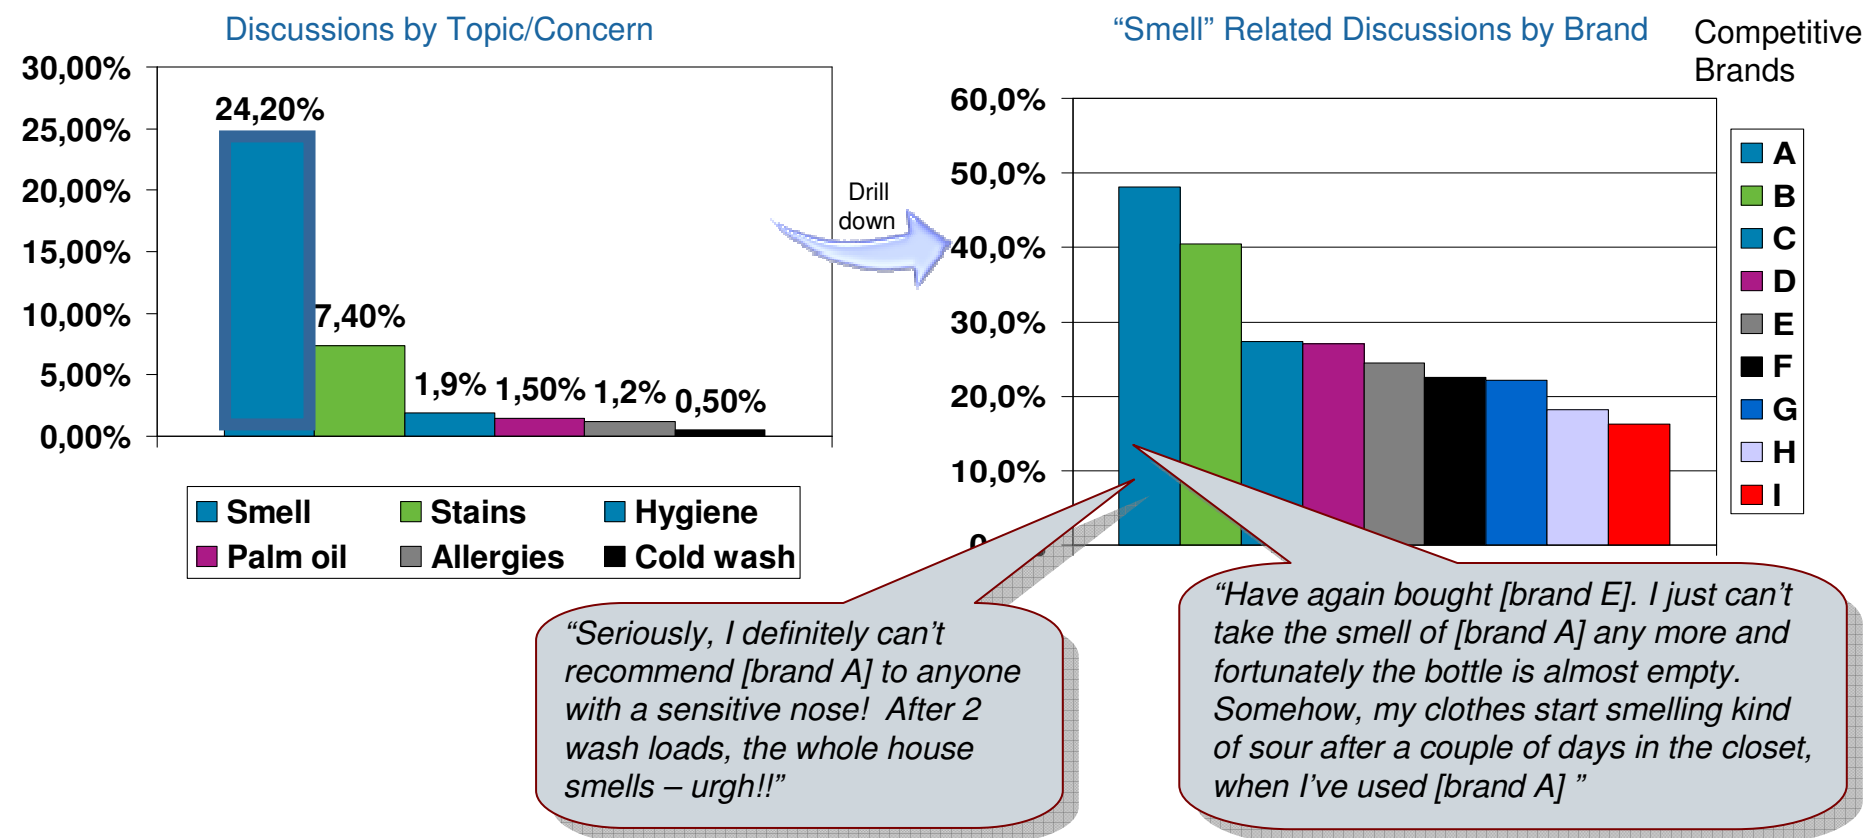 Discussions by Topic/Concern
30,00%
25,00%
20,00%
15,00%
10,00%
5,00%
0,00%
24,20%
7,40%
1,9%
1,50%
1,2%
0,50%
Smell
Stains
Hygiene
Palm oil
Allergies
Cold wash
Drill
down
“Smell” Related Discussions by Brand
Competitive
Brands
60,0%
50,0%
40,0%
30,0%
20,0%
10,0%
A
B
C
D
E
F
G
H
I
“Seriously, I definitely can’t
recommend [brand A] to anyone
with a sensitive nose! After 2
wash loads, the whole house
smells – urgh!!”
“Have again bought [brand E]. I just can’t
take the smell of [brand A] any more and
fortunately the bottle is almost empty.
Somehow, my clothes start smelling kind
of sour after a couple of days in the closet,
when I’ve used [brand A] ”